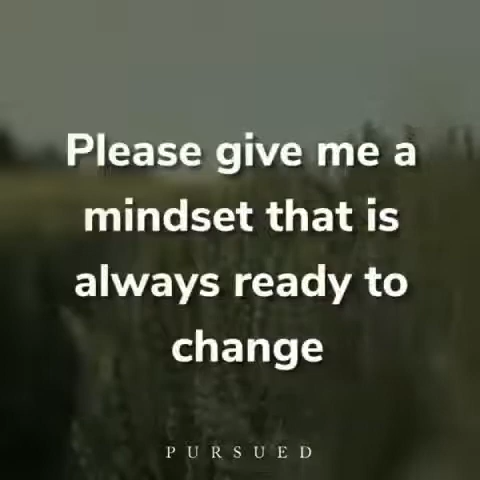 Please give me a
mindset that is
always ready to
change
PURSUED